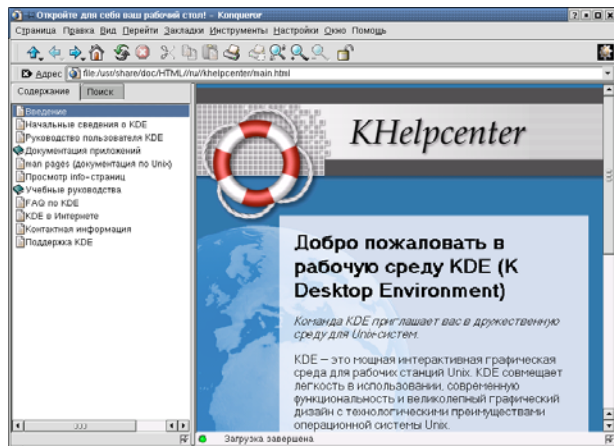 Откройте для себя ваш рабочий стол! - Konqueror
Страница Правка Вид Перейти Закладки Инструменты Настройки Окно Помощь
Адрес file:/usr/share/doc/HTML//ru//khelpcenter/main.html
Содержание Поиск
Введение
Начальные сведения о KDE
Руководство пользователя KDE
Документация приложений
man pages (документация по Unix)
Просмотр info-страниц
Учебные руководства
FAQ по KDE
KDE в Интернете
Контактная информация
Поддержка KDE
KHelpcenter
Добро пожаловать в
рабочую среду KDE (K
Desktop Environment)
Команда KDE приглашает вас в дружественную
среду для Unix-систем.
KDE — это мощная интерактивная графическая
среда для рабочих станций Unix. KDE совмещает
легкость в использовании, современную
функциональность и великолепный графический
дизайн с технологическими преимуществами
операционной системы Unix.
Загрузка завершена